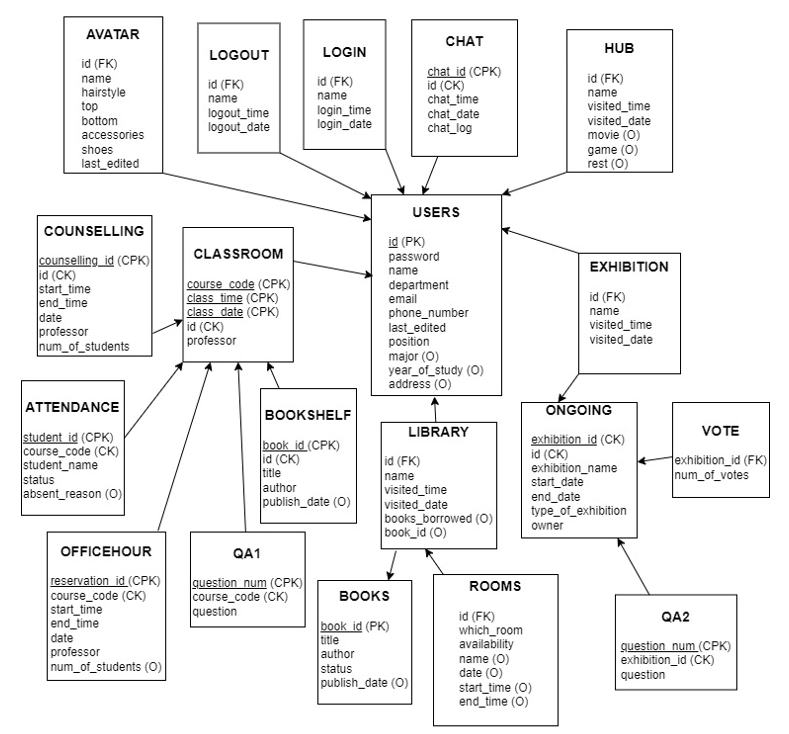 AVATAR
id (FK)
name
hairstyle
top
bottom
accessories
shoes
last_edited
LOGOUT
id (FK)
name
logout_time
logout_date
LOGIN
id (FK)
name
login_time
login_date
CHAT
chat_id (CPK)
id (CK)
chat_time
chat_date
chat_log
HUB
id (FK)
name
visited_time
visited_date
movie (O)
game (O)
rest (O)
COUNSELLING
counselling_id (CPK)
id (CK)
start_time
end_time
date
professor
num_of_students
CLASSROOM
course_code (CPK)
class_time (CPK)
class_date (CPK)
id (CK)
professor
USERS
id (PK)
password
name
department
email
phone_number
last_edited
position
major (O)
year_of_study (O)
address (O)
EXHIBITION
id (FK)
name
visited_time
visited_date
ATTENDANCE
student_id (CPK)
course_code (CK)
student_name
status
absent_reason (O)
BOOKSHELF
book_id (CPK)
id (CK)
title
author
publish_date (O)
LIBRARY
id (FK)
name
visited_time
visited_date
books_borrowed (O)
book_id (O)
ONGOING
exhibition_id (CK)
id (CK)
exhibition_name
start_date
end_date
type_of_exhibition
owner
VOTE
exhibition_id (FK)
num_of_votes
OFFICEHOUR
reservation_id (CPK)
course_code (CK)
start_time
end_time
date
professor
num_of_students (O)
QA1
question_num (CPK)
course_code (CK)
question
BOOKS
book_id (PK)
title
author
status
publish_date (O)
ROOMS
id (FK)
which_room
availability
name (O)
date (O)
start_time (O)
end_time (O)
QA2
question_num (CPK)
exhibition_id (CK)
question